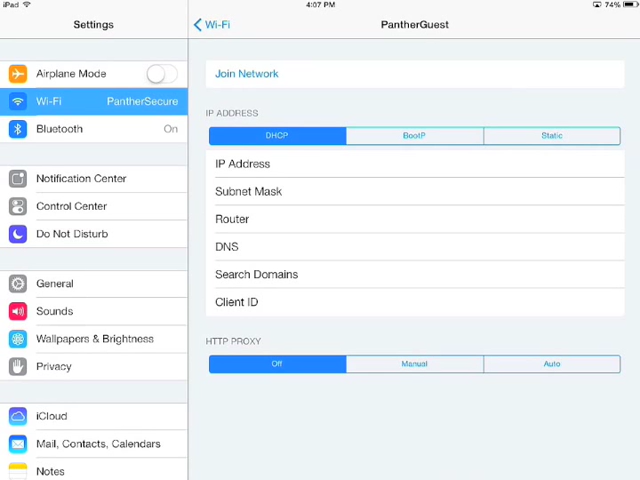 iPad 4:07 PM 74%
Settings
Wi-Fi PantherGuest
Airplane Mode
Wi-Fi PantherSecure
Bluetooth On
Notification Center
Control Center
Do Not Disturb
General
Sounds
Wallpapers & Brightness
Privacy
iCloud
Mail, Contacts, Calendars
Notes
Join Network
IP ADDRESS
DHCP BootP Static
IP Address
Subnet Mask
Router
DNS
Search Domains
Client ID
HTTP PROXY
Off Manual Auto